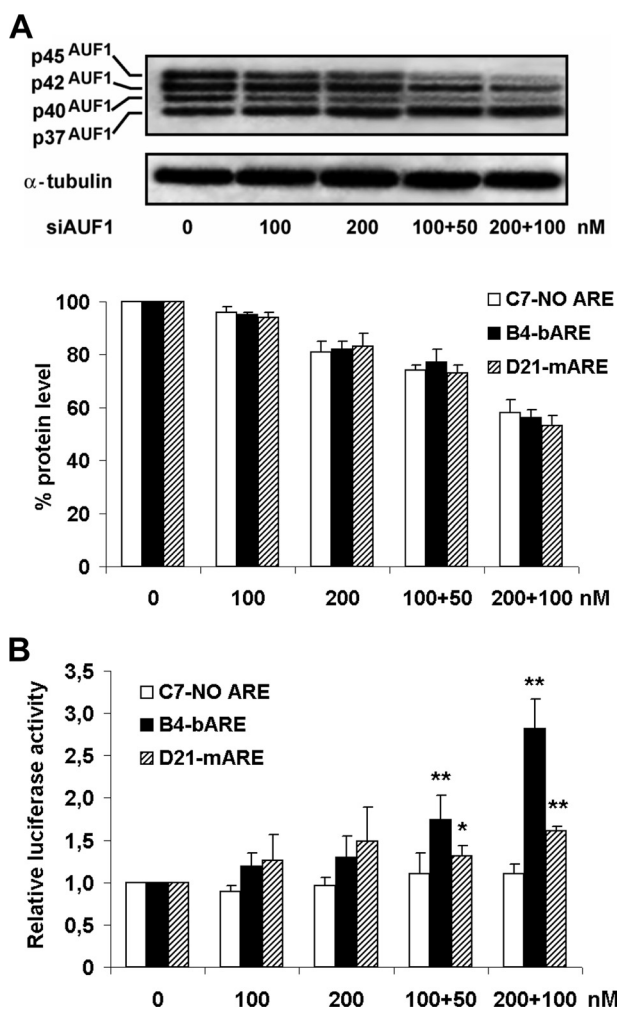 A
p45 AUF1
p42 AUF1
p40 AUF1
p37 AUF1
α-tubulin
siAUF1 0 100 200 100+50 200+100 nM
% protein level
100
80
60
40
20
0
C7-NO ARE
B4-bARE
D21-mARE
0 100 200 100+50 200+100 nM
B
Relative luciferase activity
3,5
3,0
2,5
2,0
1,5
1,0
0,5
0
C7-NO ARE
B4-bARE
D21-mARE
**
*
**
**
0 100 200 100+50 200+100 nM